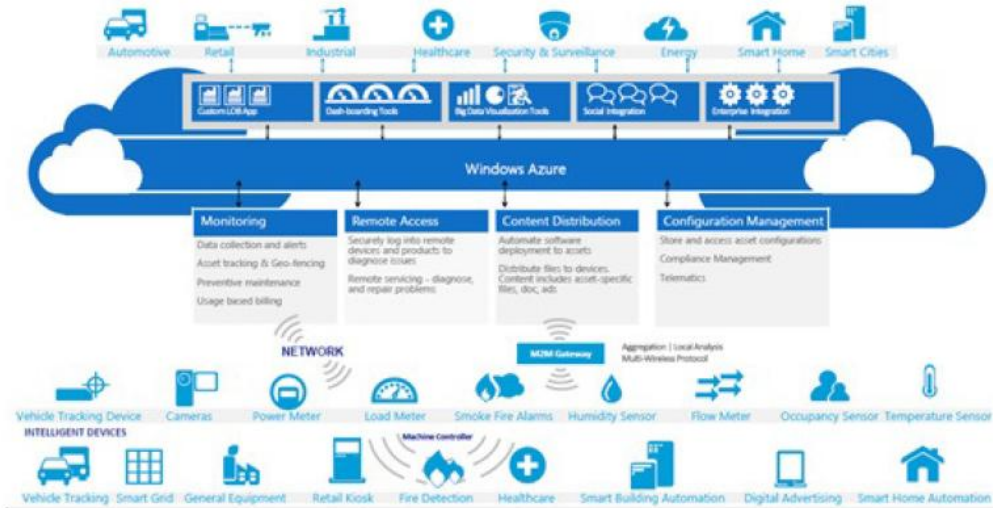 Automotive Retail Industrial Healthcare Security & Surveillance Energy Smart Home Smart Cities
Custom LOB App Dash-boarding Tools Big Data Visualization Tools Social Integration Enterprise Integration
Windows Azure
Monitoring
Data collection and alerts
Asset tracking & Geo-fencing
Preventive maintenance
Usage based billing
Remote Access
Securely log into remote
devices and products to
diagnose issues
Remote servicing - diagnose,
and repair problems
Content Distribution
Automate software
deployment to assets
Distribute files to devices.
Content includes asset-specific
files, doc, ads
Configuration Management
Store and access asset configurations
Compliance Management
Telematics
NETWORK
M2M Gateway
Aggregation | Local Analysis
Multi-Wireless Protocol
Vehicle Tracking Device Cameras Power Meter Load Meter Smoke Fire Alarms Humidity Sensor Flow Meter Occupancy Sensor Temperature Sensor
INTELLIGENT DEVICES
Machine Controller
Vehicle Tracking Smart Grid General Equipment Retail Kiosk Fire Detection Healthcare Smart Building Automation Digital Advertising Smart Home Automation